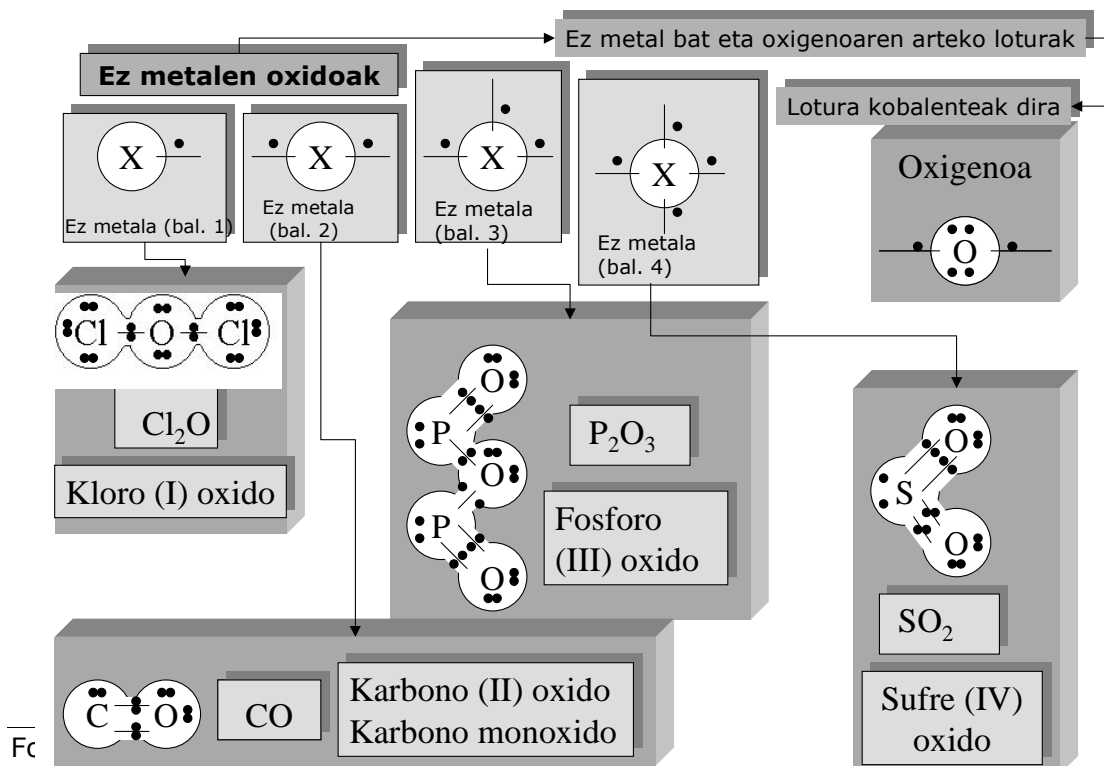 Ez metal bat eta oxigenoaren arteko loturak
Ez metalen oxidoak
Lotura kobalenteak dira
X
Ez metala (bal. 1)
X
Ez metala
(bal. 2)
X
Ez metala
(bal. 3)
X
Ez metala
(bal. 4)
Oxigenoa
O
Cl O Cl
Cl₂O
Kloro (I) oxido
O
P
O
P
O
P₂O₃
Fosforo
(III) oxido
O
S
O
SO₂
Sufre (IV)
oxido
C O
CO
Karbono (II) oxido
Karbono monoxido